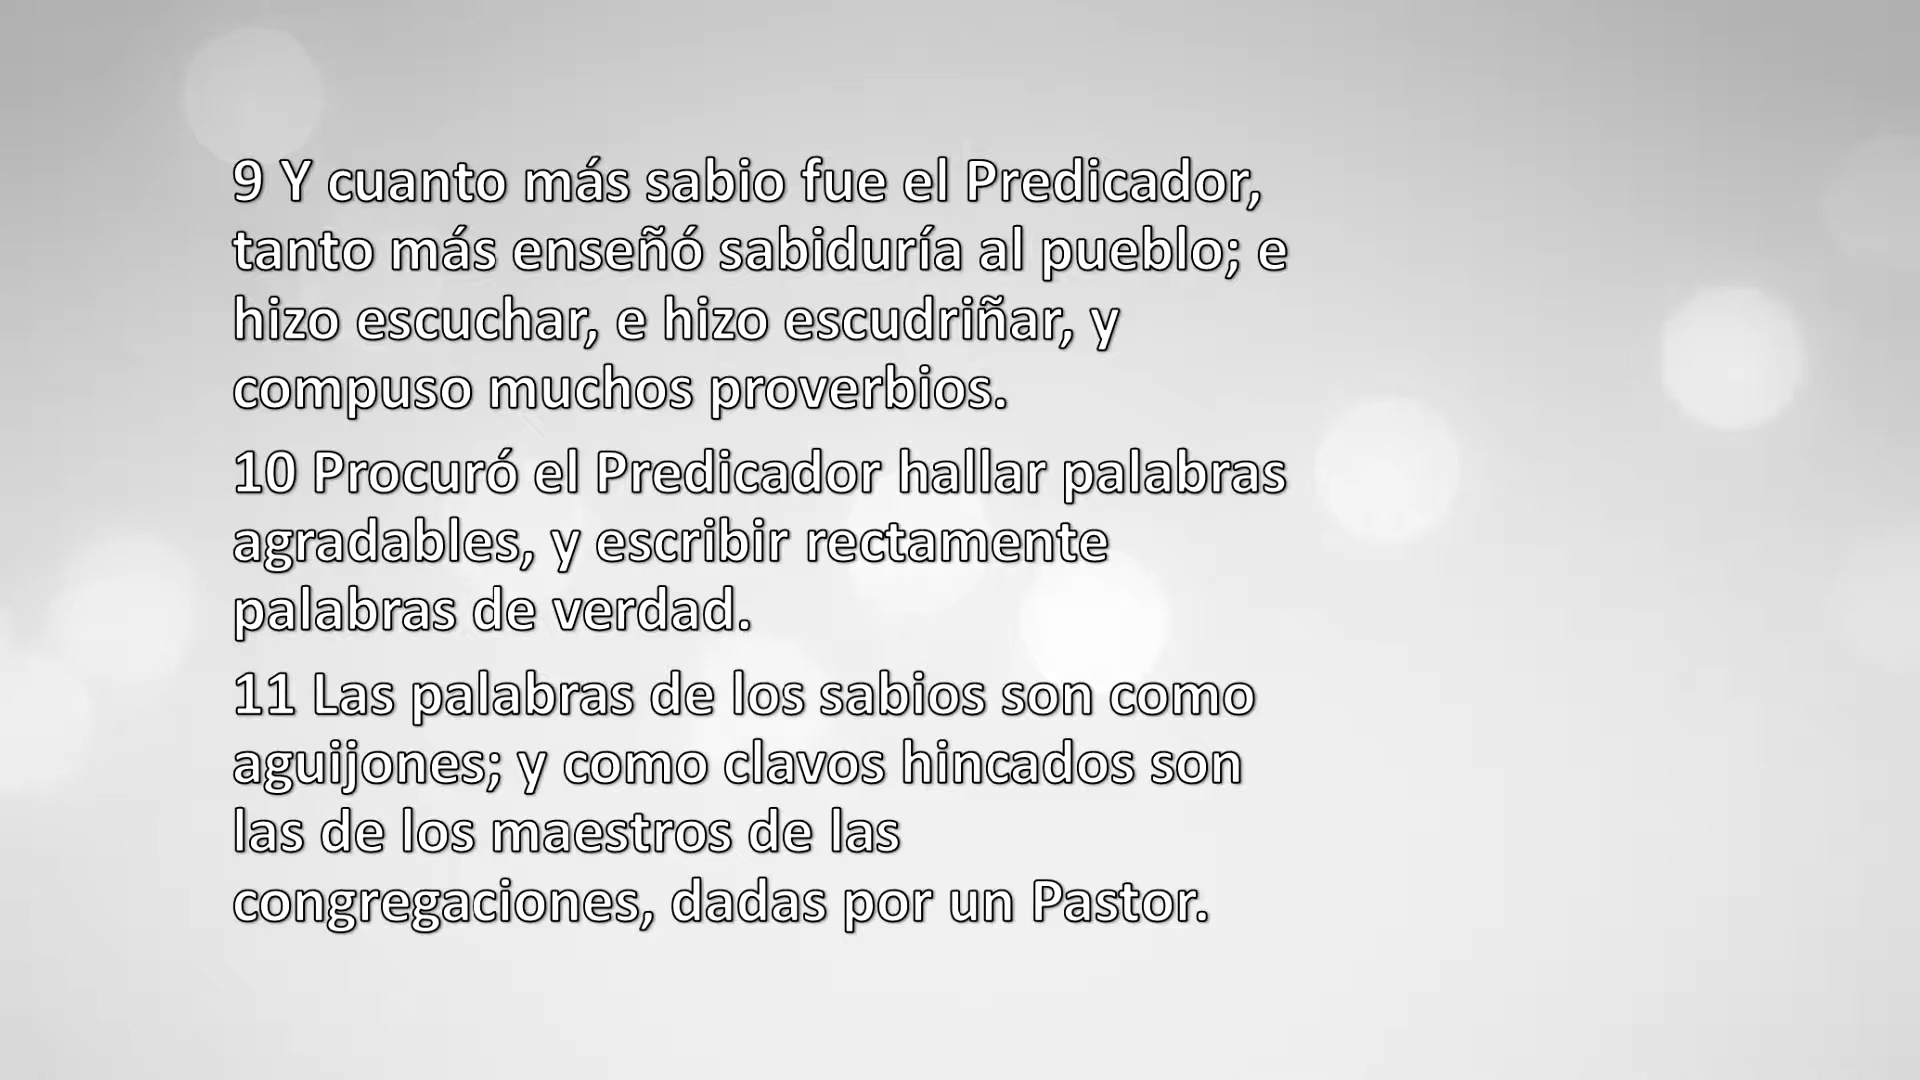 9 Y cuanto más sabio fue el Predicador,
tanto más enseñó sabiduría al pueblo; e
hizo escuchar, e hizo escudriñar, y
compuso muchos proverbios.
10 Procuró el Predicador hallar palabras
agradables, y escribir rectamente
palabras de verdad.
11 Las palabras de los sabios son como
aguijones; y como clavos hincados son
las de los maestros de las
congregaciones, dadas por un Pastor.